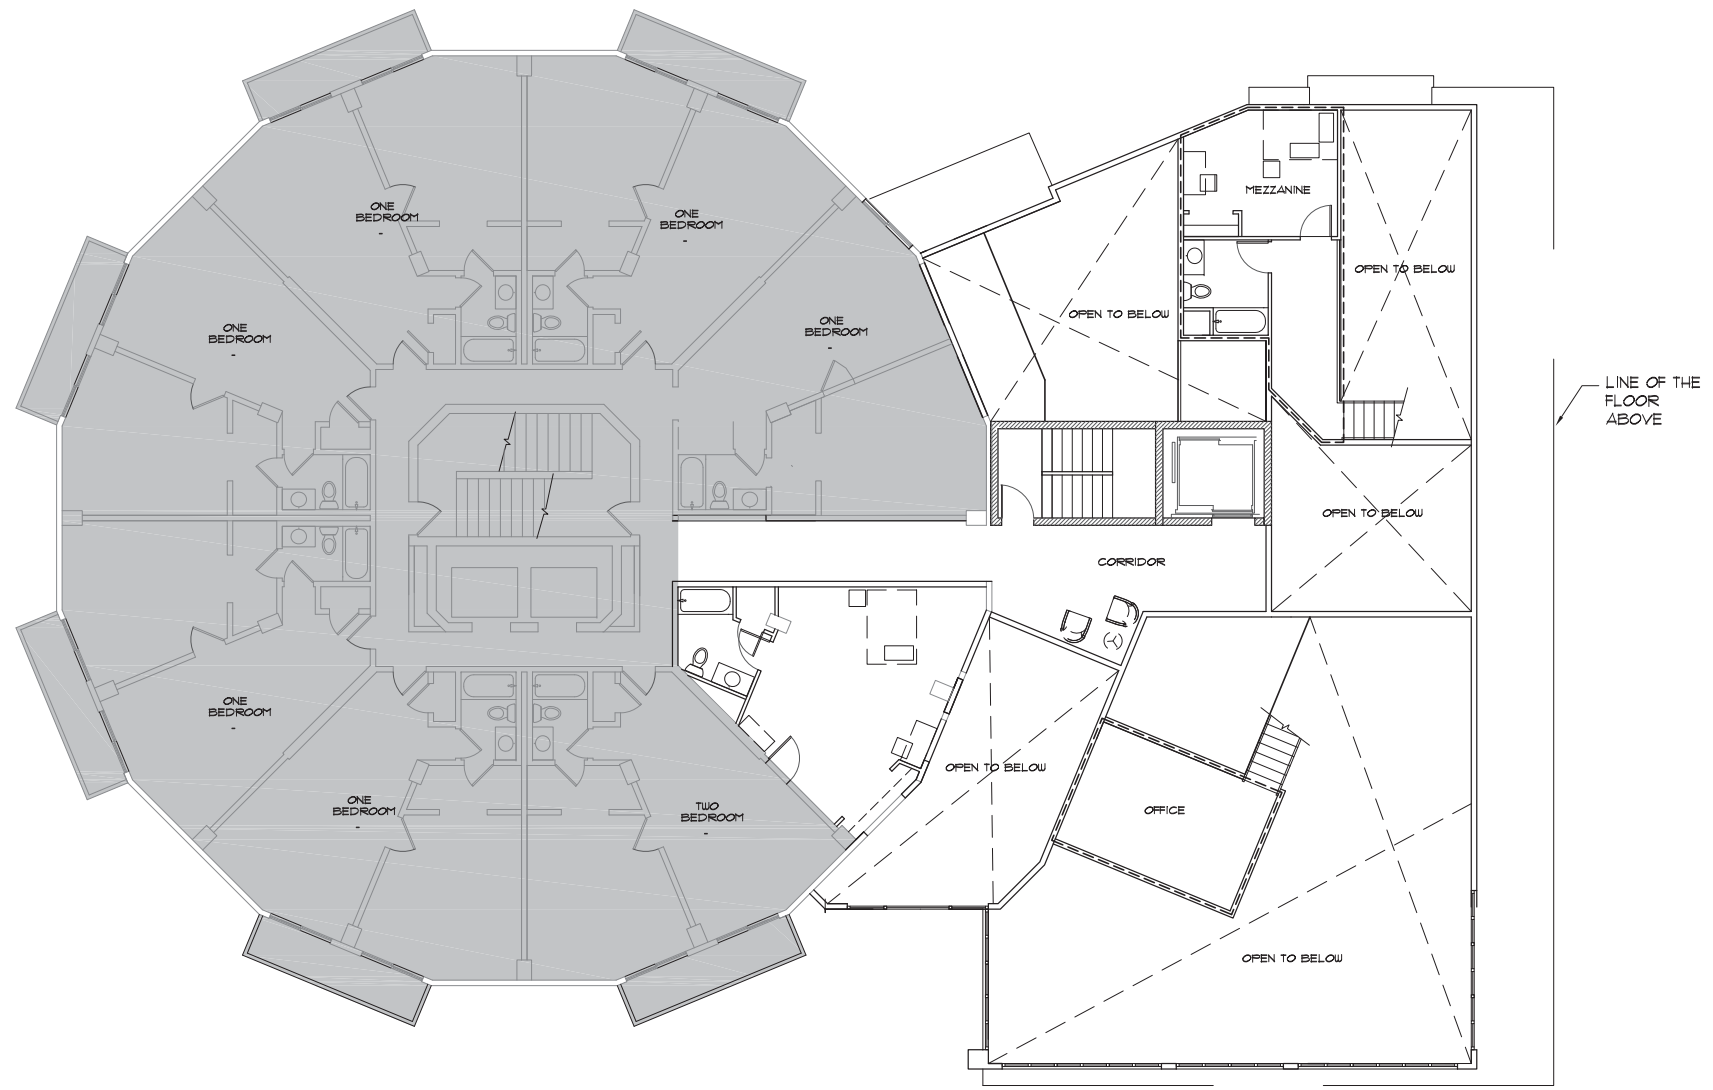 ONE
BEDROOM
-
ONE
BEDROOM
-
MEZZANINE
OPEN TO BELOW
OPEN TO BELOW
ONE
BEDROOM
-
ONE
BEDROOM
-
LINE OF THE
FLOOR
ABOVE
OPEN TO BELOW
CORRIDOR
ONE
BEDROOM
-
OPEN TO BELOW
ONE
BEDROOM
-
TWO
BEDROOM
-
OFFICE
OPEN TO BELOW